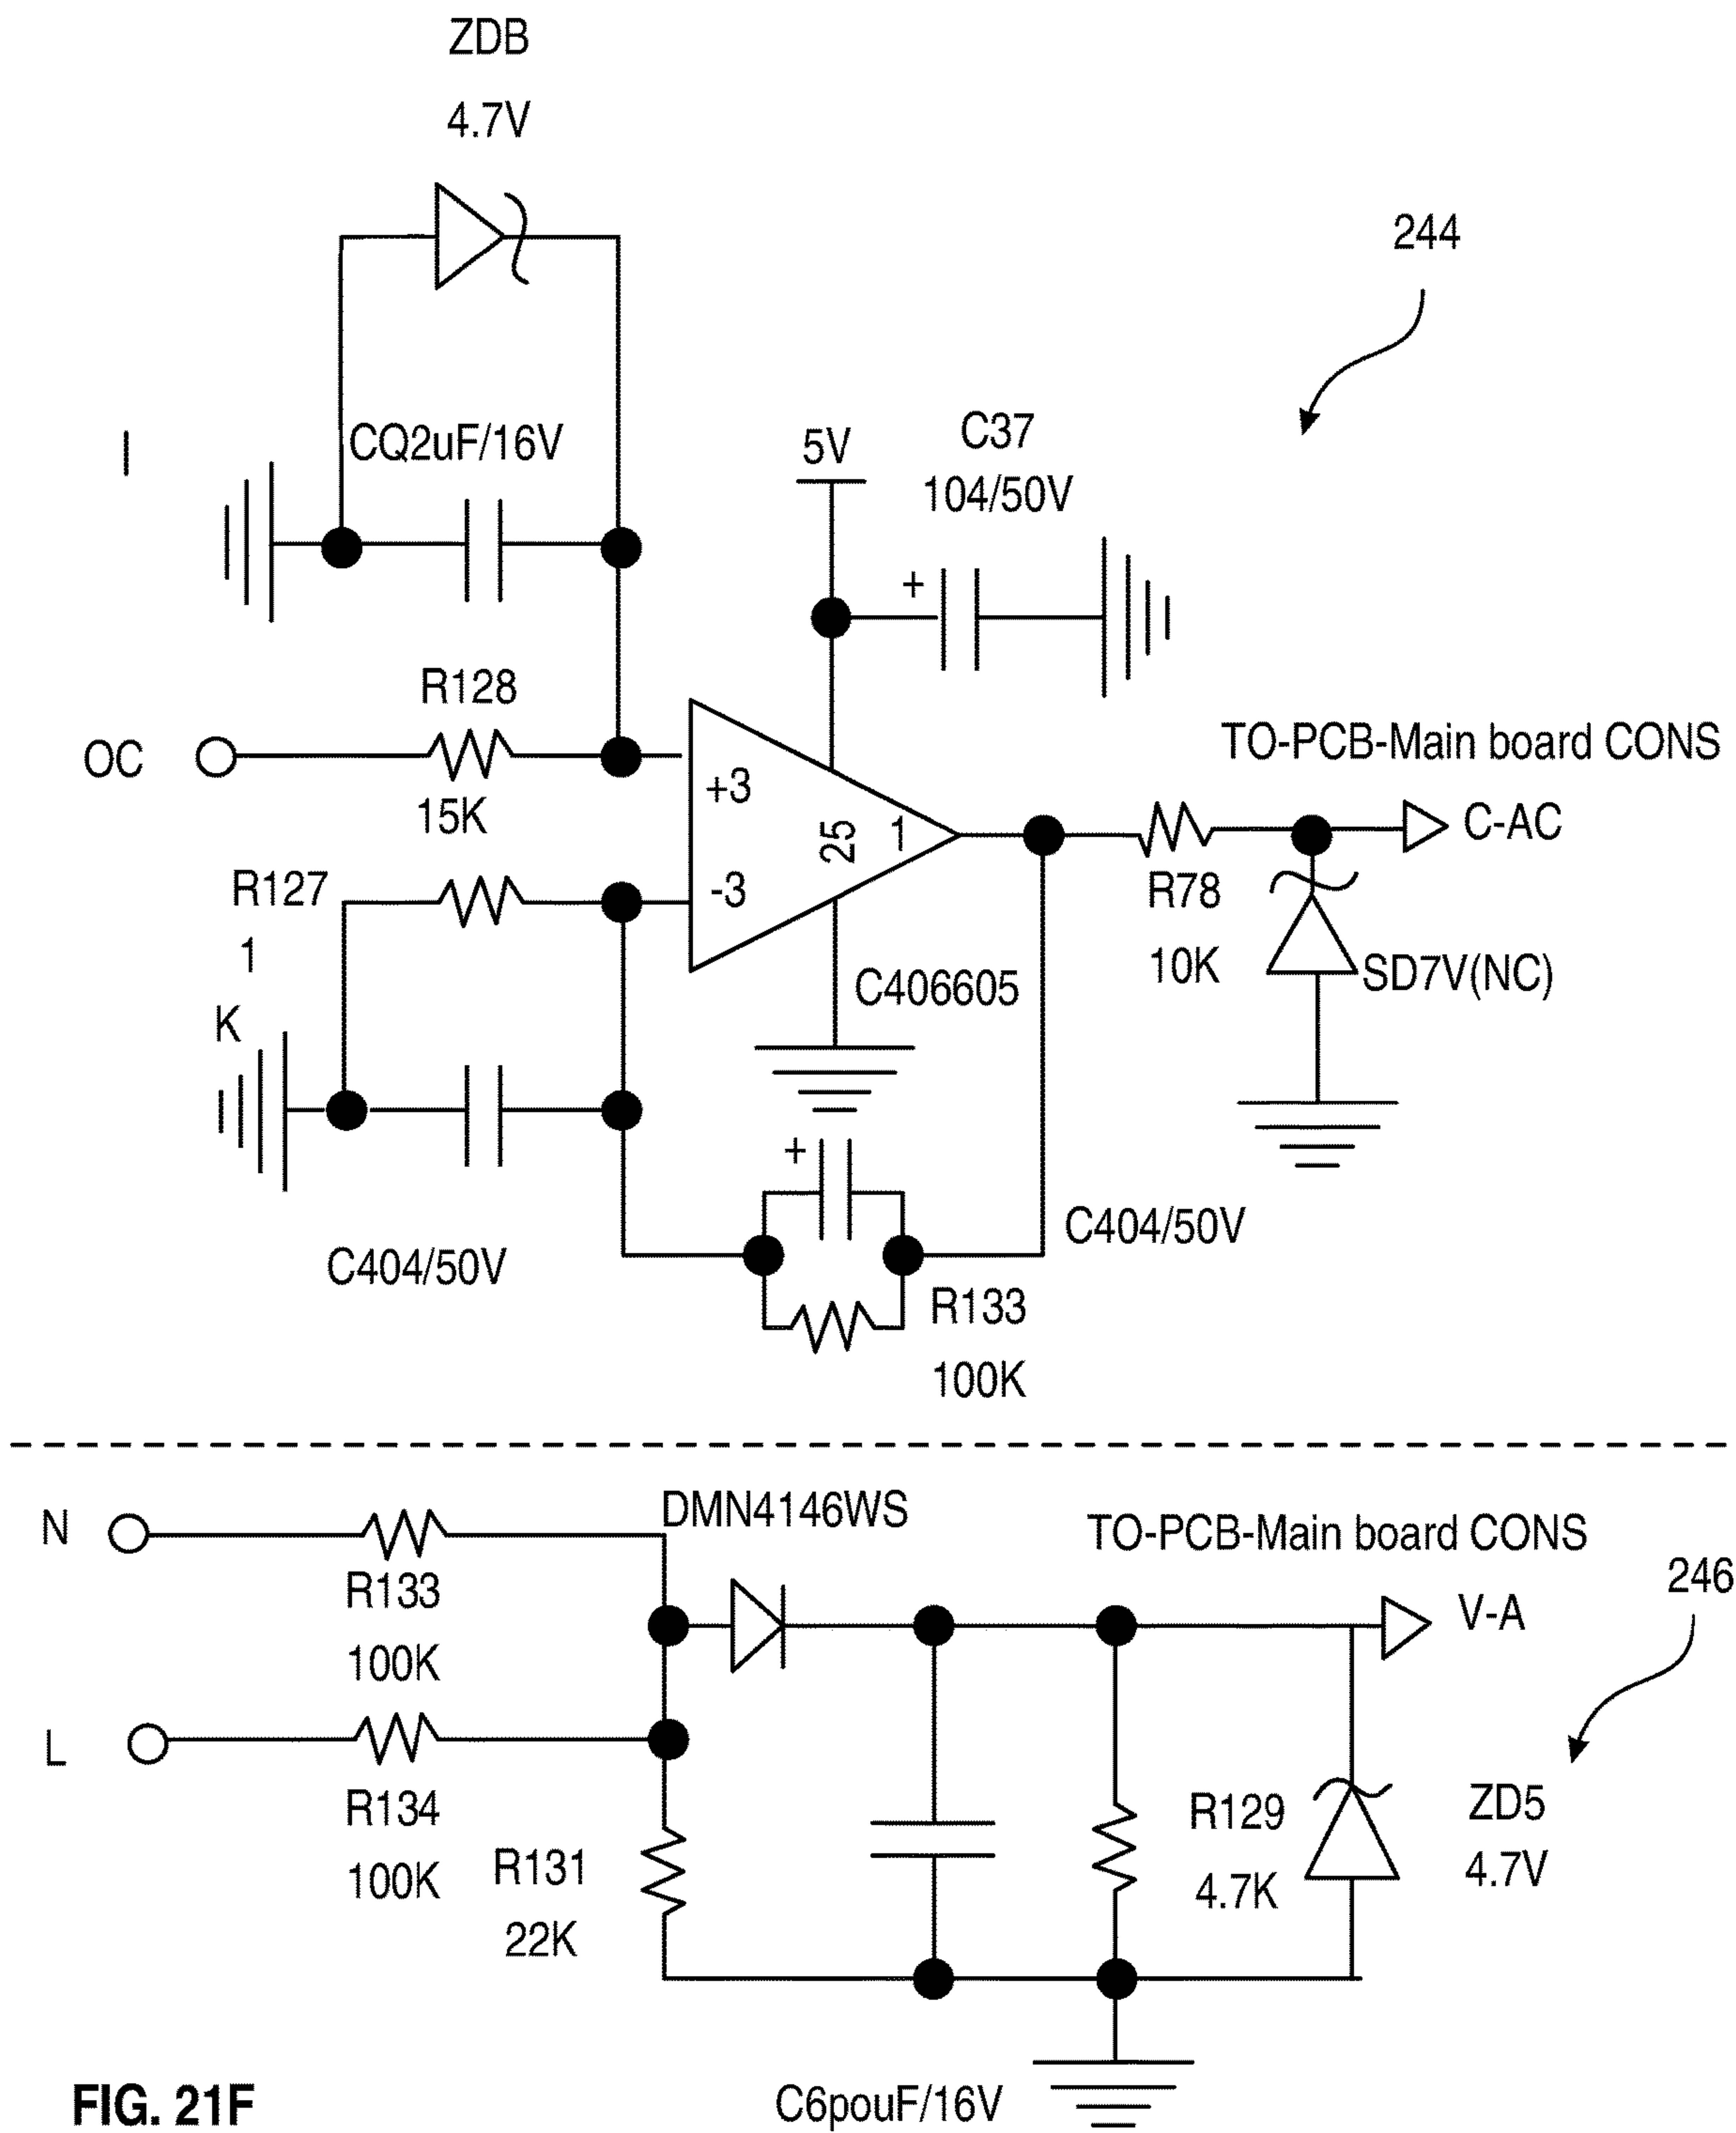 ZDB
4.7V
244
CQ2uF/16V
5V
C37
104/50V
R128
15K
OC
+3
-3
25
1
TO-PCB-Main board CONS
C-AC
R127
1
K
R78
10K
SD7V(NC)
C406605
+
+
C404/50V
C404/50V
R133
100K
N
R133
100K
DMN4146WS
TO-PCB-Main board CONS
246
V-A
L
R134
100K
R131
22K
R129
4.7K
ZD5
4.7V
C6pouF/16V
FIG. 21F